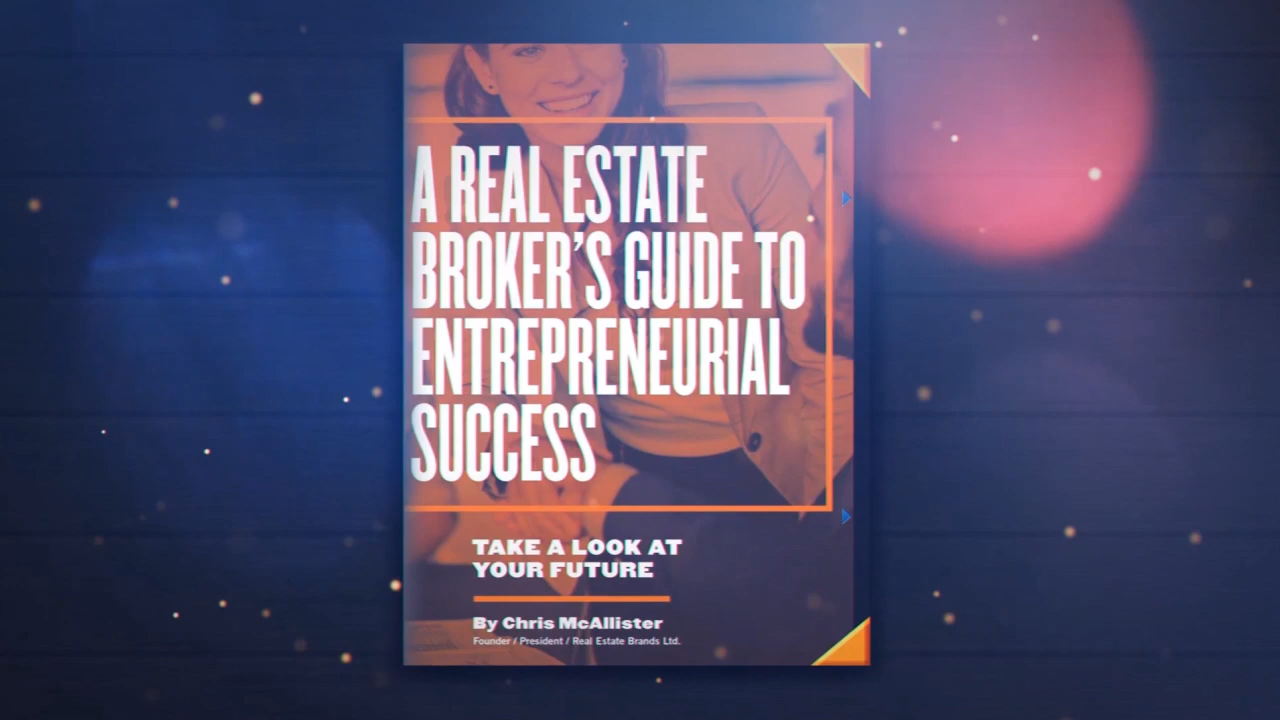 A REAL ESTATE
BROKER’S GUIDE TO
ENTREPRENEURIAL
SUCCESS
TAKE A LOOK AT
YOUR FUTURE
By Chris McAllister
Founder / President / Real Estate Brands Ltd.